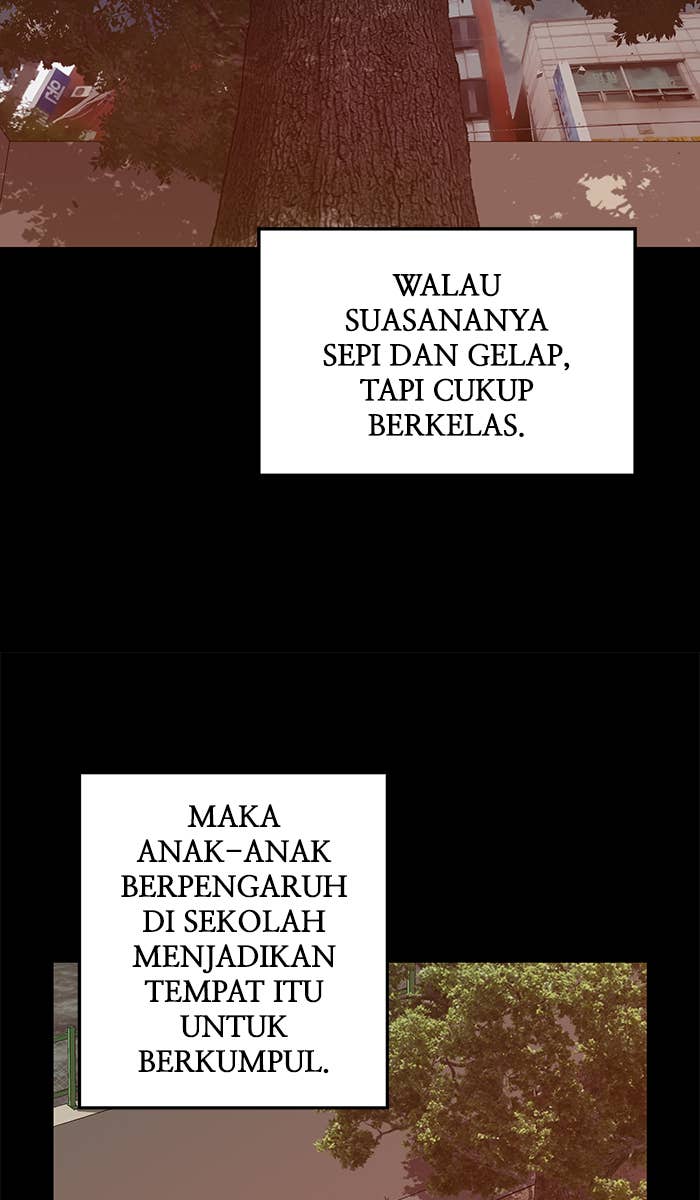 WALAU
SUASANANYA
SEPI DAN GELAP,
TAPI CUKUP
BERKELAS.
MAKA
ANAK-ANAK
BERPENGARUH
DI SEKOLAH
MENJADIKAN
TEMPAT ITU
UNTUK
BERKUMPUL.